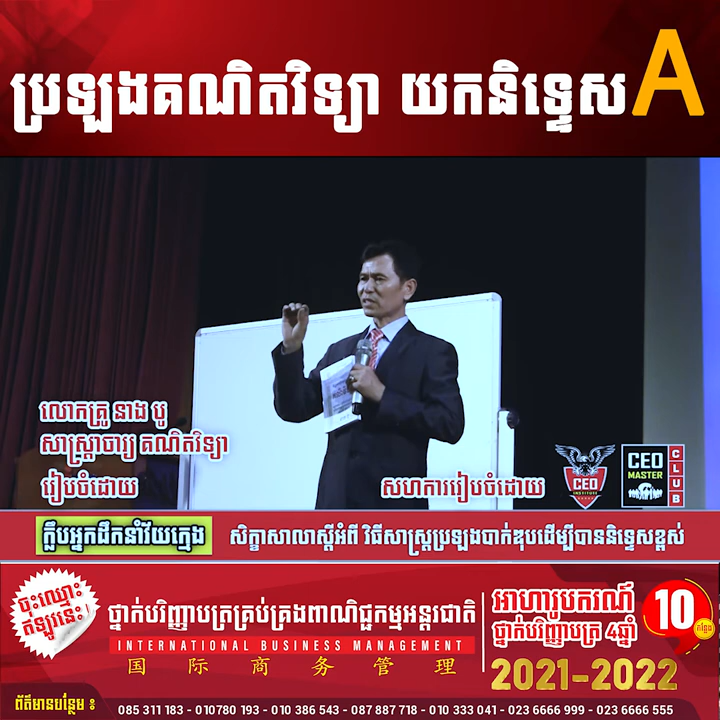 ប្រឡងគណិតវិទ្យា យកនិទ្ទេស A
លោកគ្រូ នាង បូ
សាស្ត្រាចារ្យ គណិតវិទ្យា
រៀបចំដោយ
សហការរៀបចំដោយ
CEO
INSTITUTE
CEO
MASTER
CLUB
ក្លឹបអ្នកដឹកនាំវ័យក្មេង
សិក្ខាសាលាស្តីអំពី វិធីសាស្ត្រប្រឡងបាក់ឌុបដើម្បីបាននិទ្ទេសខ្ពស់
ចុះឈ្មោះ
ឥឡូវនេះ!
ថ្នាក់បរិញ្ញាបត្រគ្រប់គ្រងពាណិជ្ជកម្មអន្តរជាតិ
INTERNATIONAL BUSINESS MANAGEMENT
国际商务管理
អាហារូបករណ៍
ថ្នាក់បរិញ្ញាបត្រ 4ឆ្នាំ
10
កន្លែង
2021-2022
ព័ត៌មានបន្ថែម ៖
085 311 183 - 010780 193 - 010 386 543 - 087 887 718 - 010 333 041 - 023 6666 999 - 023 6666 555